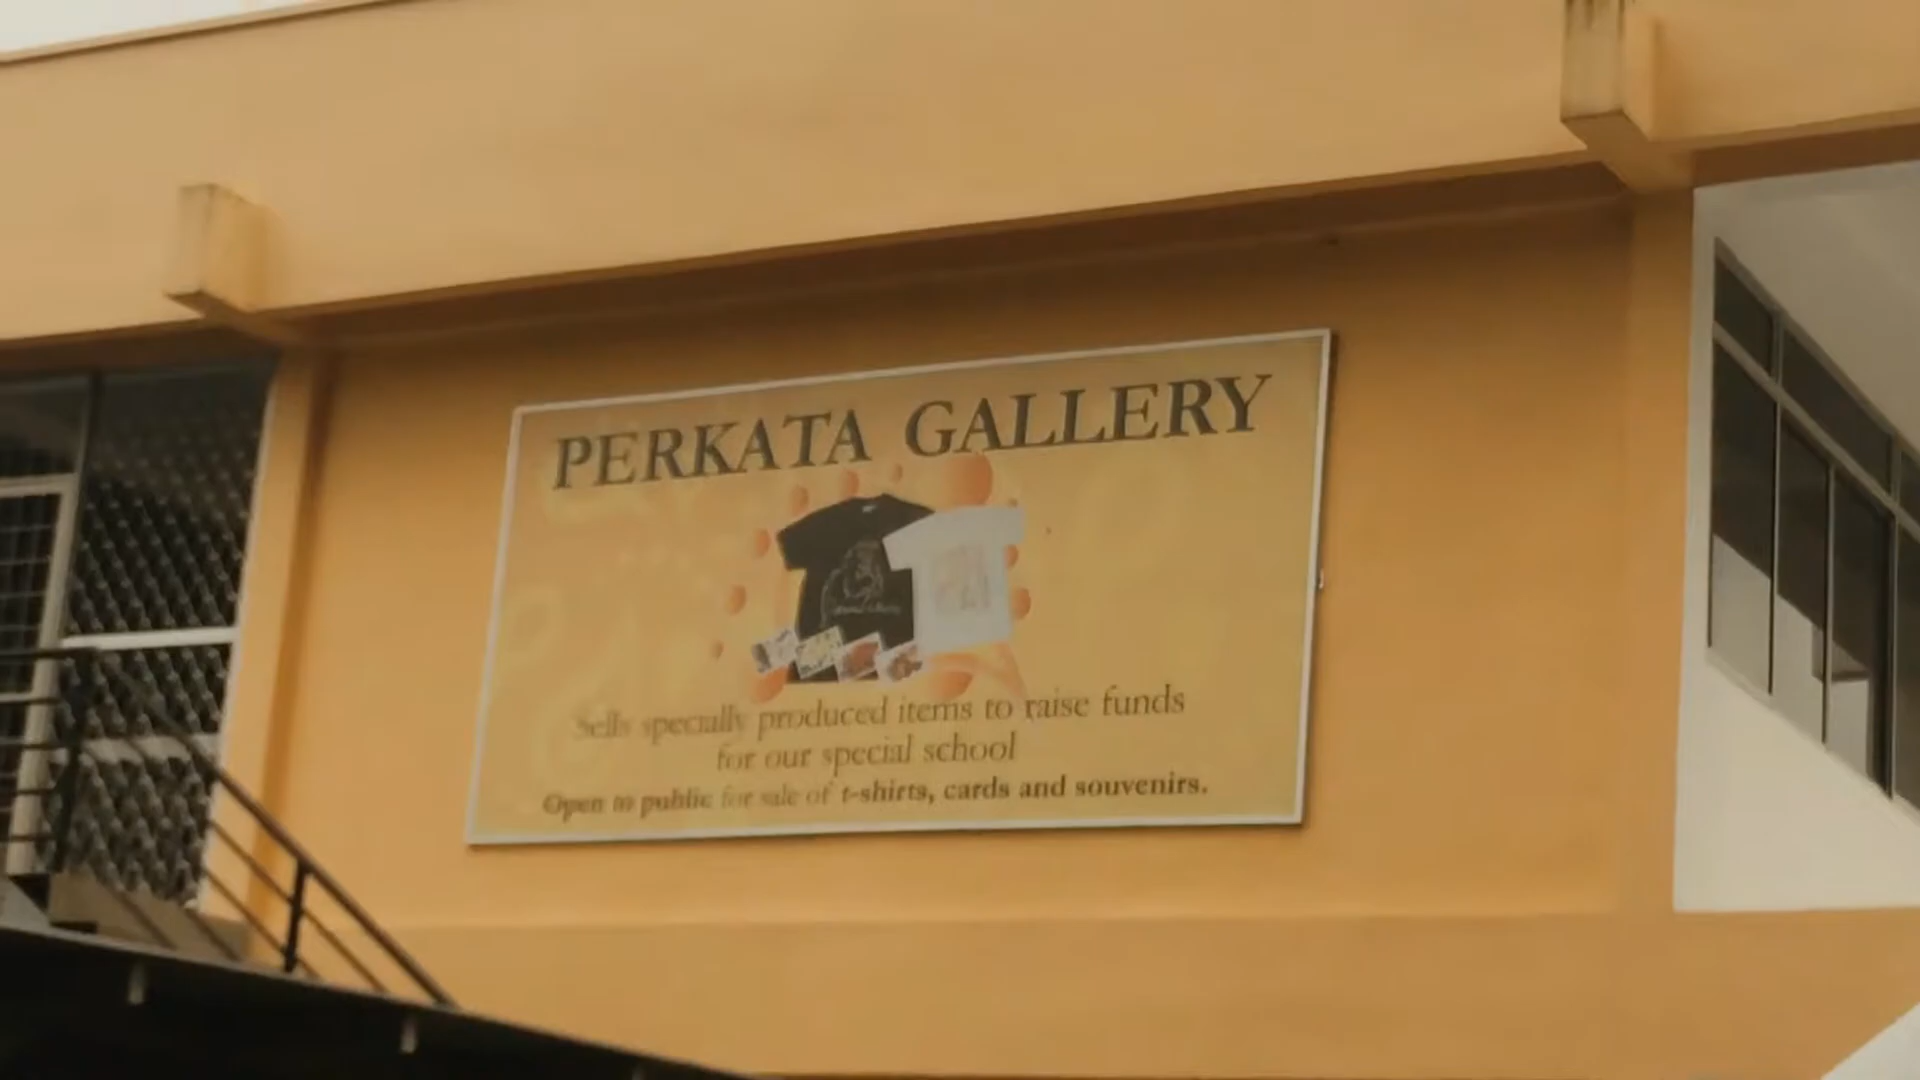 PERKATA GALLERY
Sells specially produced items to raise funds
for our special school
Open to public for sale of t-shirts, cards and souvenirs.